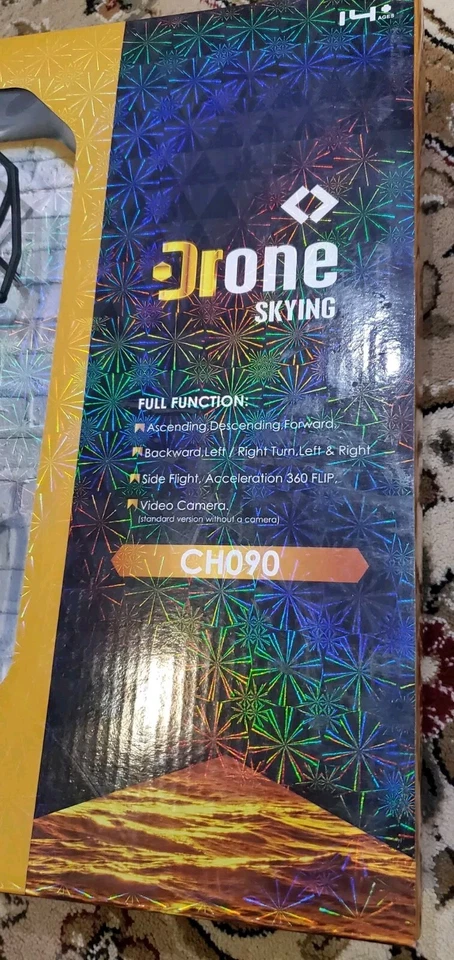 14+
AGES
Drone
SKYING
FULL FUNCTION:
Ascending,Descending,Forward,
Backward,Left / Right Turn,Left & Right
Side Flight, Acceleration 360 FLIP,
Video Camera.
(standard version without a camera)
CH090